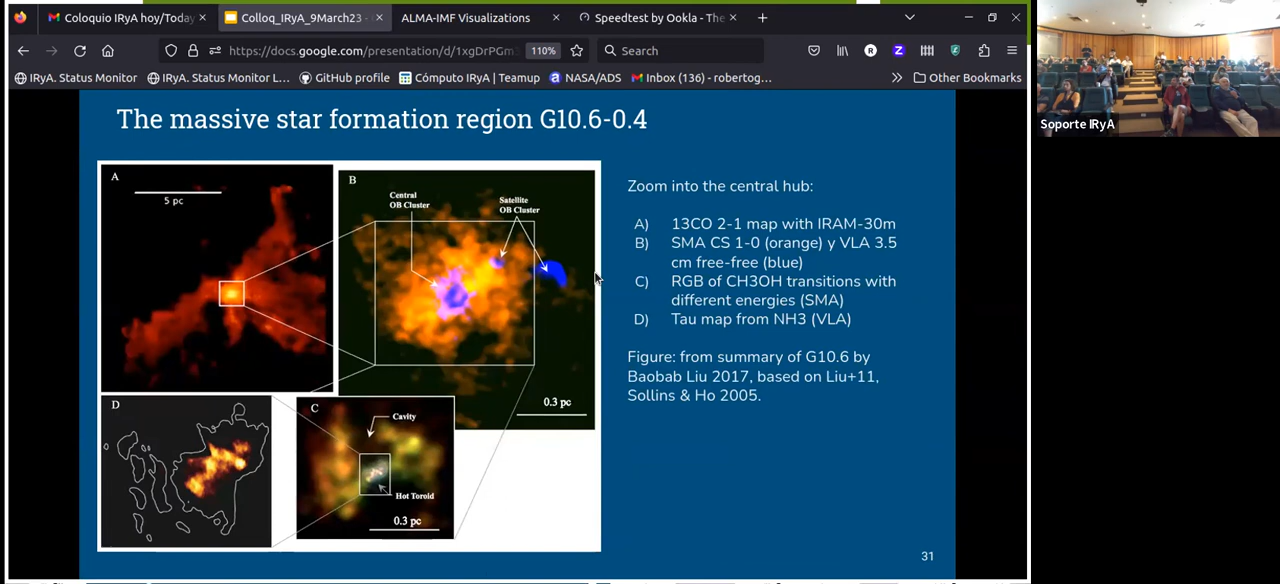 Coloquio IRyA hoy/Today
Colloq_IRyA_9March23 -
ALMA-IMF Visualizations
Speedtest by Ookla - The
https://docs.google.com/presentation/d/1xgDrPGm
110%
Search
IRyA. Status Monitor
IRyA. Status Monitor L...
GitHub profile
Cómputo IRyA | Teamup
NASA/ADS
Inbox (136) - robertog...
Other Bookmarks
Soporte IRyA
The massive star formation region G10.6-0.4
A
5 pc
B
Central
OB Cluster
Satellite
OB Cluster
0.3 pc
D
C
Cavity
Hot Toroid
0.3 pc
Zoom into the central hub:
A) 13CO 2-1 map with IRAM-30m
B) SMA CS 1-0 (orange) y VLA 3.5
cm free-free (blue)
C) RGB of CH3OH transitions with
different energies (SMA)
D) Tau map from NH3 (VLA)
Figure: from summary of G10.6 by
Baobab Liu 2017, based on Liu+11,
Sollins & Ho 2005.
31